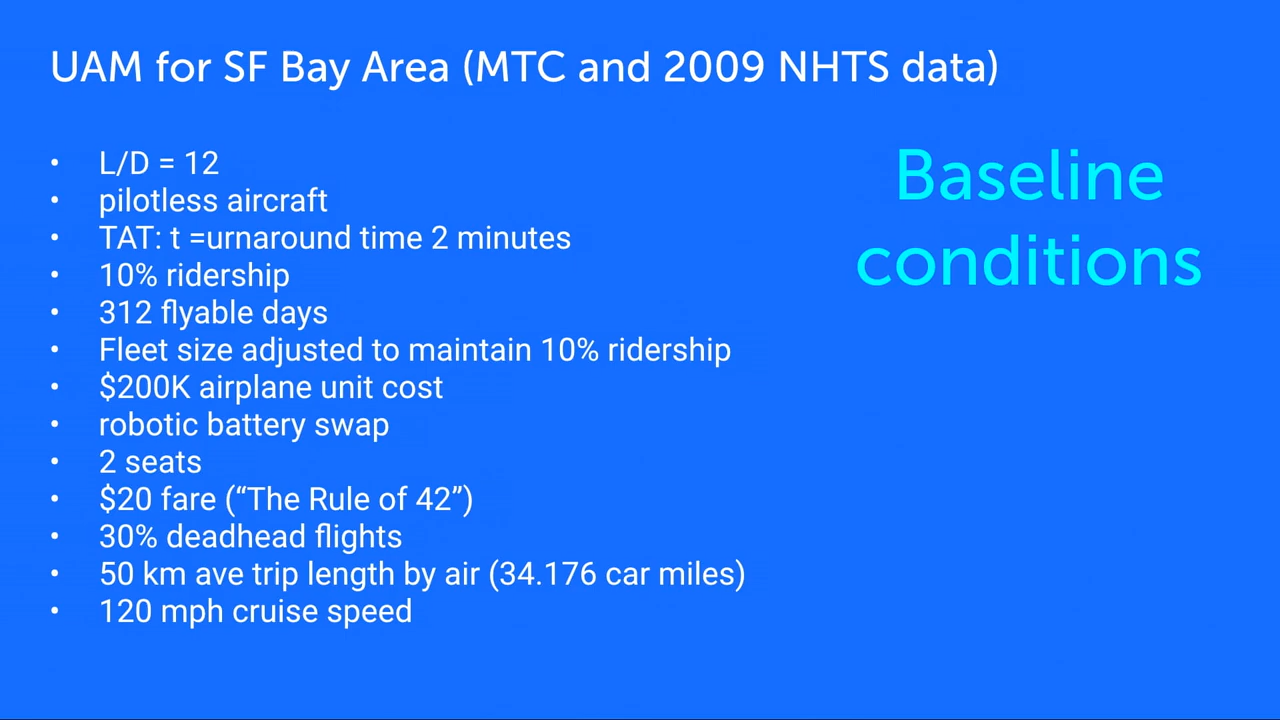 UAM for SF Bay Area (MTC and 2009 NHTS data)
Baseline
conditions
• L/D = 12
• pilotless aircraft
• TAT: t =urnaround time 2 minutes
• 10% ridership
• 312 flyable days
• Fleet size adjusted to maintain 10% ridership
• $200K airplane unit cost
• robotic battery swap
• 2 seats
• $20 fare (“The Rule of 42”)
• 30% deadhead flights
• 50 km ave trip length by air (34.176 car miles)
• 120 mph cruise speed